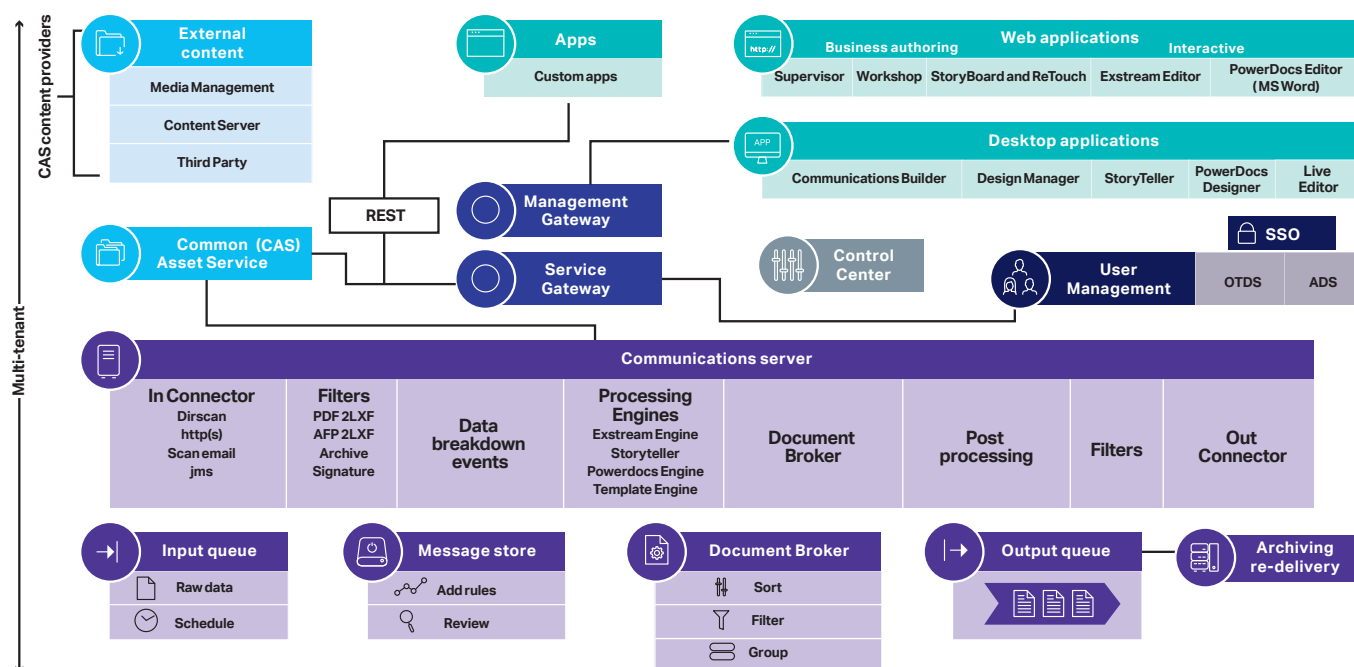 Multi-tenant
CAS content providers
External
content
Media Management
Content Server
Third Party
Apps
Custom apps
http://
Web applications
Business authoring
Interactive
Supervisor
Workshop
StoryBoard and ReTouch
Exstream Editor
PowerDocs Editor
(MS Word)
APP
Desktop applications
Communications Builder
Design Manager
StoryTeller
PowerDocs
Designer
Live
Editor
REST
Management
Gateway
Common (CAS)
Asset Service
Service
Gateway
Control
Center
SSO
User
Management
OTDS
ADS
Communications server
In Connector
Dirscan
http(s)
Scan email
jms
Filters
PDF 2LXF
AFP 2LXF
Archive
Signature
Data
breakdown
events
Processing
Engines
Exstream Engine
Storyteller
Powerdocs Engine
Template Engine
Document
Broker
Post
processing
Filters
Out
Connector
Input queue
Raw data
Schedule
Message store
Add rules
Review
Document Broker
Sort
Filter
Group
Output queue
Archiving
re-delivery